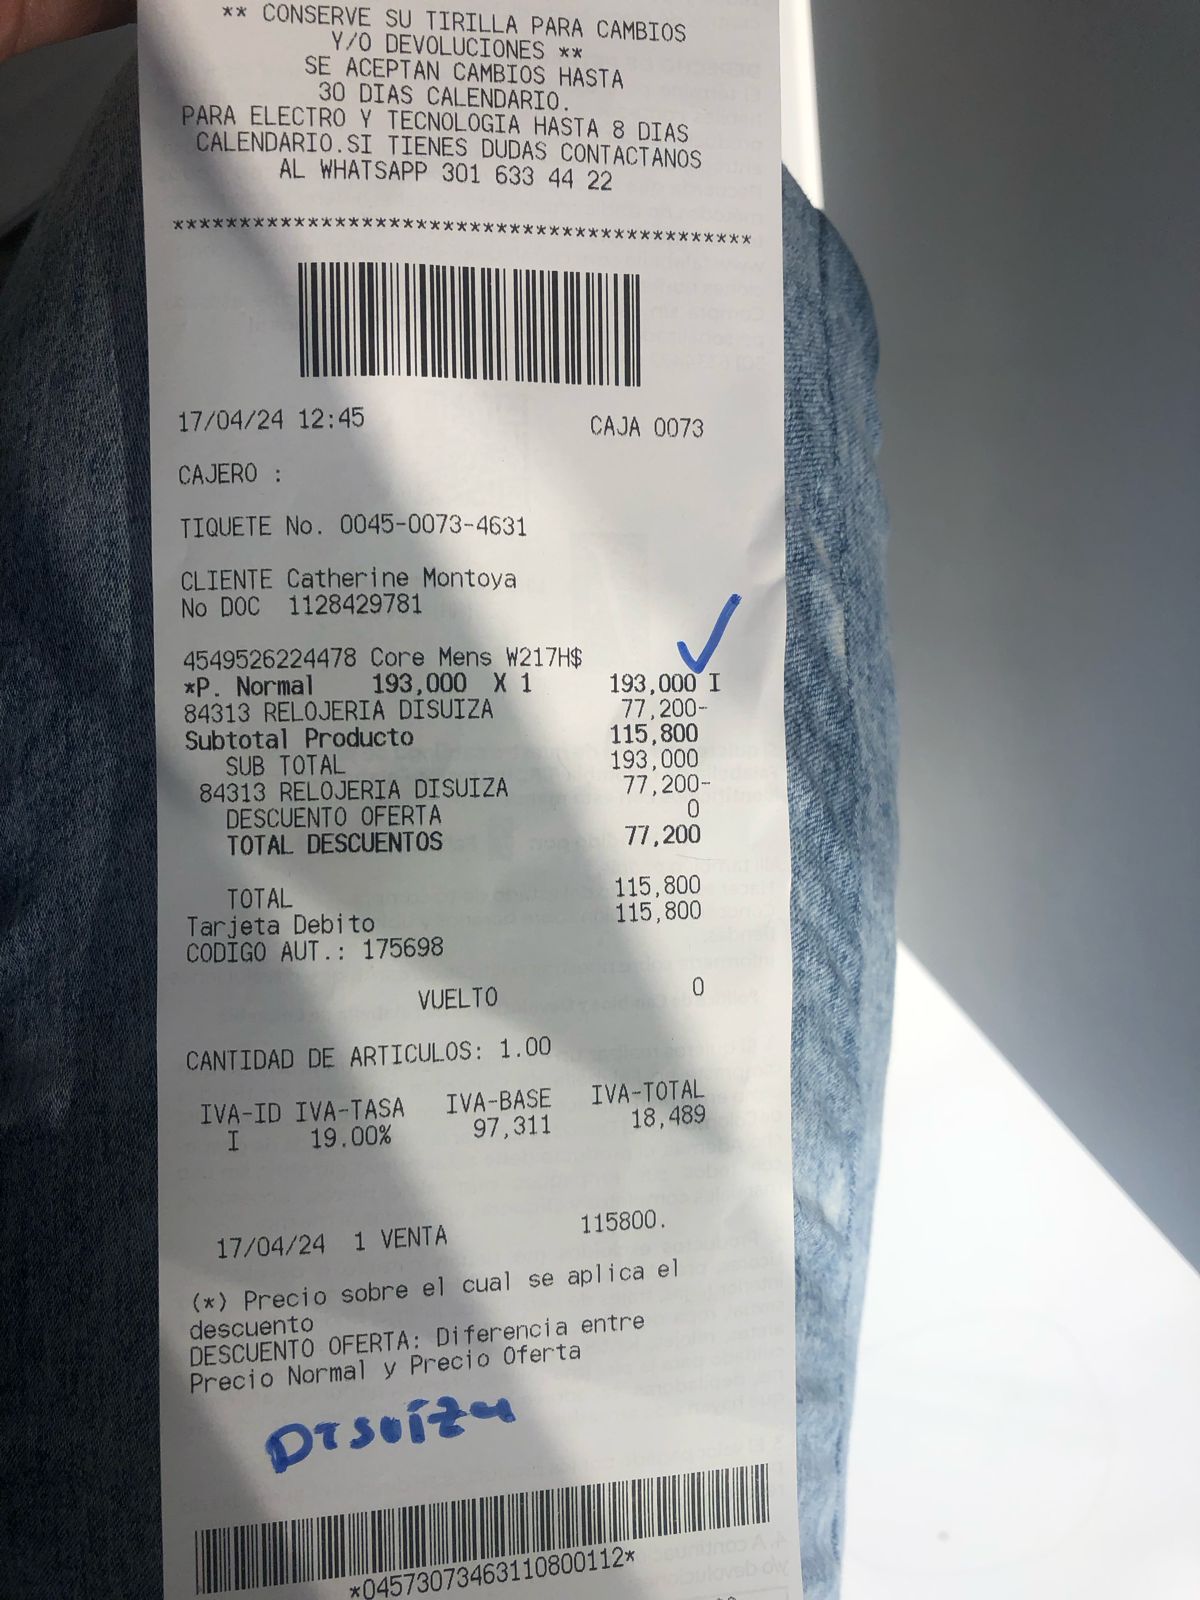 ** CONSERVE SU TIRILLA PARA CAMBIOS
Y/O DEVOLUCIONES **
SE ACEPTAN CAMBIOS HASTA
30 DIAS CALENDARIO.
PARA ELECTRO Y TECNOLOGIA HASTA 8 DIAS
CALENDARIO.SI TIENES DUDAS CONTACTANOS
AL WHATSAPP 301 633 44 22
*******************************************
17/04/24 12:45 CAJA 0073
CAJERO :
TIQUETE No. 0045-0073-4631
CLIENTE Catherine Montoya
No DOC 1128429781
4549526224478 Core Mens W217H$
*P. Normal 193,000 X 1 193,000 I
84313 RELOJERIA DISUIZA 77,200-
Subtotal Producto 115,800
SUB TOTAL 193,000
84313 RELOJERIA DISUIZA 77,200-
DESCUENTO OFERTA 0
TOTAL DESCUENTOS 77,200
TOTAL 115,800
Tarjeta Debito 115,800
CODIGO AUT.: 175698
VUELTO 0
CANTIDAD DE ARTICULOS: 1.00
IVA-ID IVA-TASA IVA-BASE IVA-TOTAL
I 19.00% 97,311 18,489
17/04/24 1 VENTA 115800.
(*) Precio sobre el cual se aplica el
descuento
DESCUENTO OFERTA: Diferencia entre
Precio Normal y Precio Oferta
DISUIZA
*04573073463110800112*